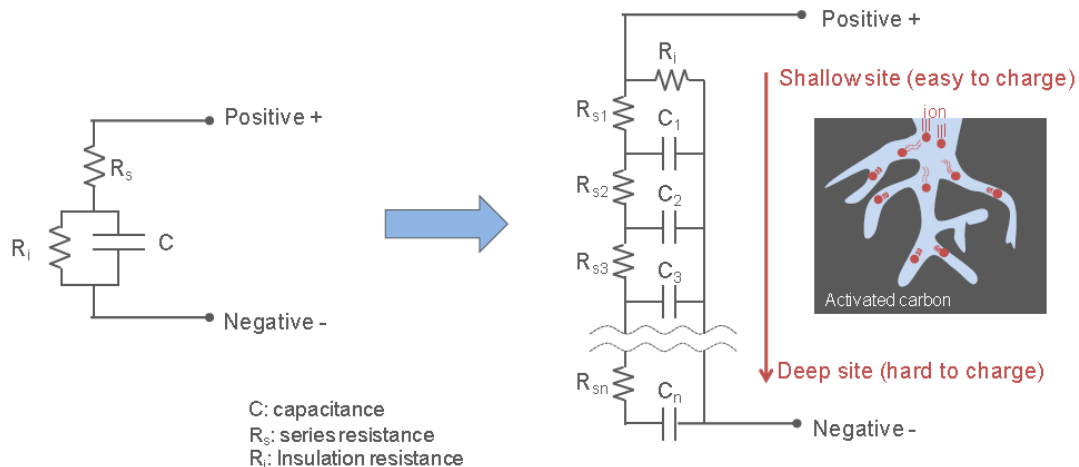 Positive +
Rs
Ri
C
Negative -
C: capacitance
Rs: series resistance
Ri: Insulation resistance
Positive +
Ri
Rs1
C1
Rs2
C2
Rs3
C3
Rsn
Cn
Negative -
Shallow site (easy to charge)
ion
Activated carbon
Deep site (hard to charge)